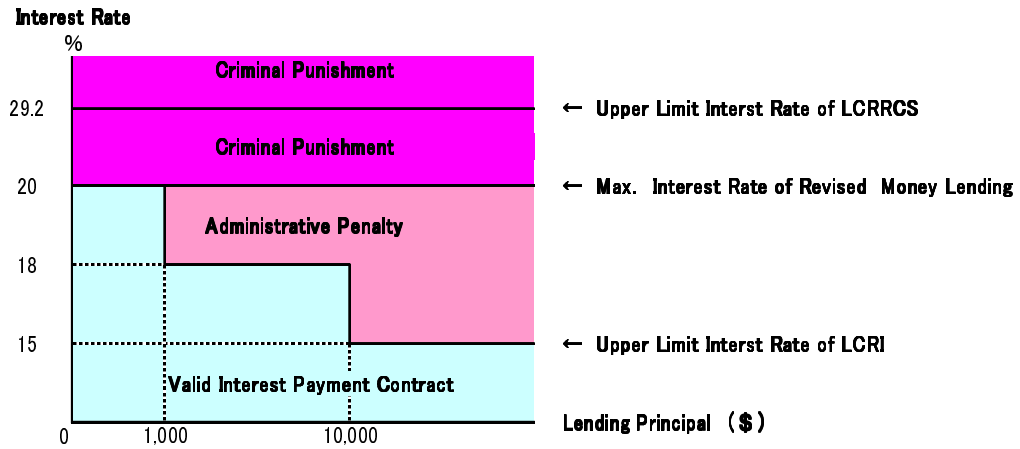 Interest Rate
%
Criminal Punishment
29.2
← Upper Limit Interst Rate of LCRRCS
Criminal Punishment
20
← Max. Interest Rate of Revised Money Lending
Administrative Penalty
18
15
← Upper Limit Interst Rate of LCRI
Valid Interest Payment Contract
0
1,000
10,000
Lending Principal ($)